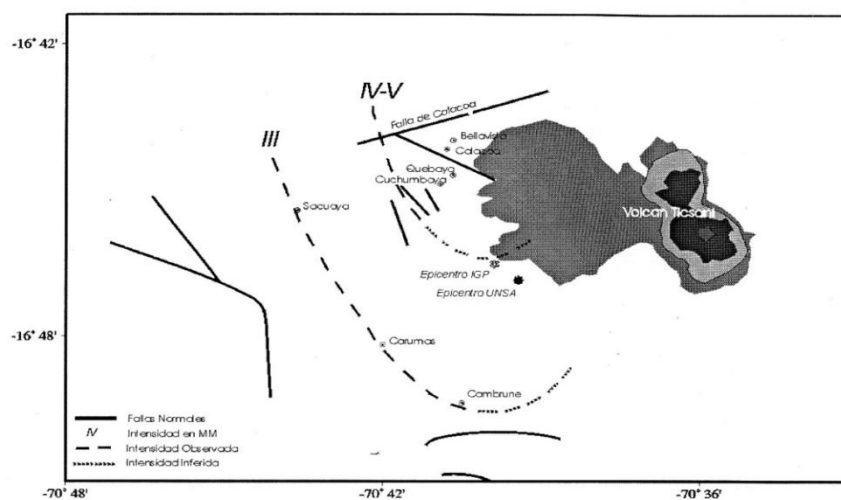 -16° 42'
IV-V
Falla de Calacoa
III
Bellavista
Calacoa
Quebaya
Cuchumbaya
Sacuaya
Volcan Ticsani
Epicentro IGP
Epicentro UNSA
-16° 48'
Carumas
Cambrune
Fallas Normales
IV Intensidad en MM
Intensidad Observada
Intensidad Inferida
-70° 48' -70° 42' -70° 36'